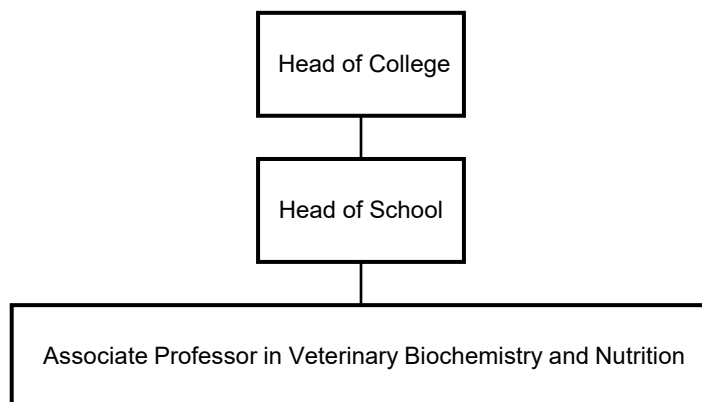 Head of College
Head of School
Associate Professor in Veterinary Biochemistry and Nutrition